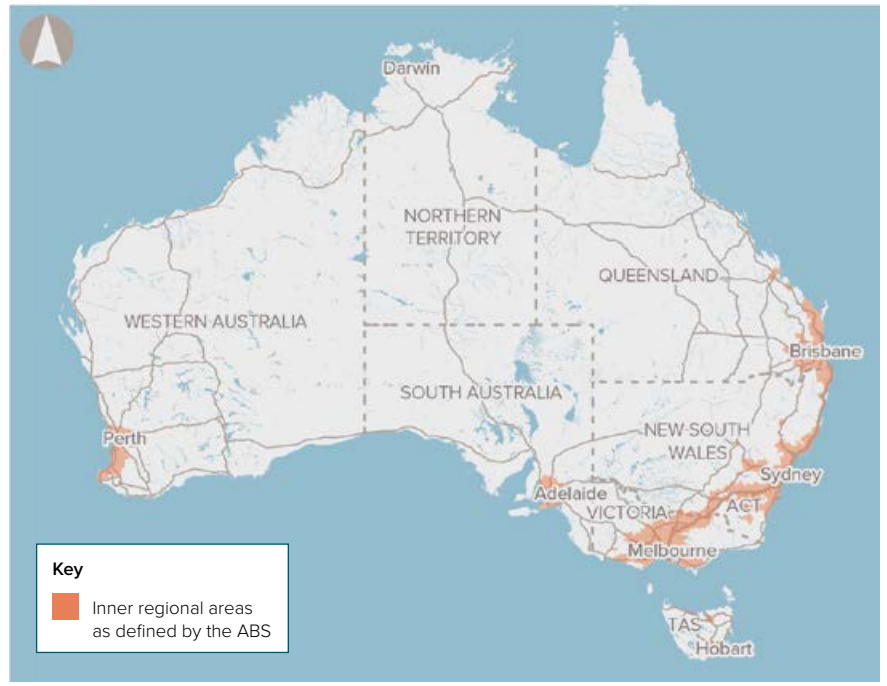 Darwin
NORTHERN
TERRITORY
QUEENSLAND
WESTERN AUSTRALIA
Brisbane
SOUTH AUSTRALIA
NEW SOUTH
WALES
Perth
Sydney
Adelaide
VICTORIA
ACT
Melbourne
TAS
Hobart
Key
Inner regional areas
as defined by the ABS